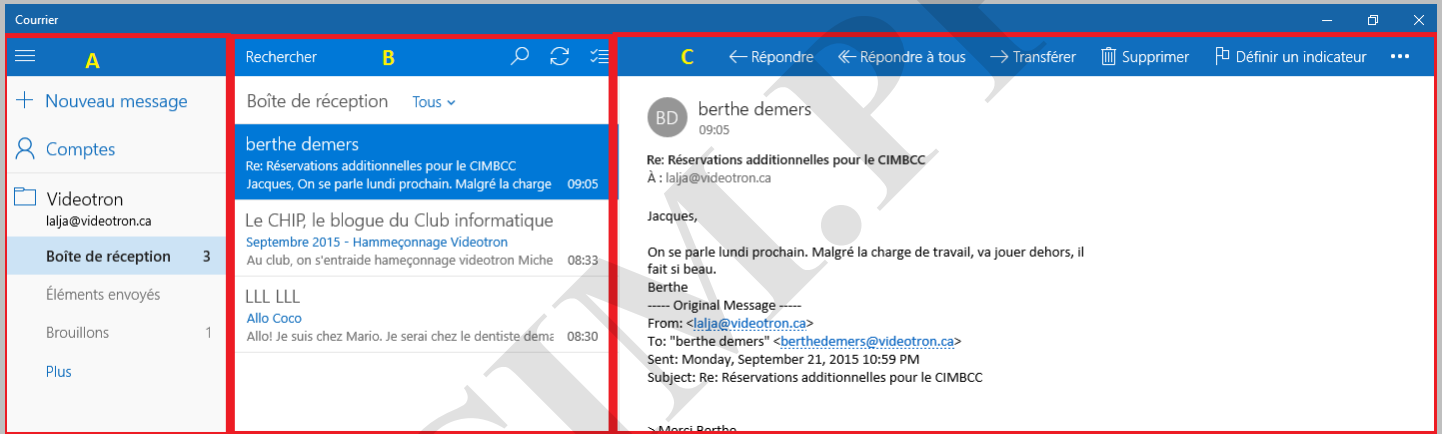 Courrier
A
Nouveau message
Comptes
Videotron
lalja@videotron.ca
Boîte de réception 3
Éléments envoyés
Brouillons 1
Plus
Rechercher B
Boîte de réception Tous
berthe demers
Re: Réservations additionnelles pour le CIMBCC
Jacques, On se parle lundi prochain. Malgré la charge 09:05
Le CHIP, le blogue du Club informatique
Septembre 2015 - Hammeçonnage Videotron
Au club, on s'entraide hameçonnage videotron Miche 08:33
LLL LLL
Allo Coco
Allo! Je suis chez Mario. Je serai chez le dentiste dema 08:30
C Répondre Répondre à tous Transférer Supprimer Définir un indicateur
BD berthe demers
09:05
Re: Réservations additionnelles pour le CIMBCC
À : lalja@videotron.ca
Jacques,
On se parle lundi prochain. Malgré la charge de travail, va jouer dehors, il
fait si beau.
Berthe
----- Original Message -----
From: <lalja@videotron.ca>
To: "berthe demers" <berthedemers@videotron.ca>
Sent: Monday, September 21, 2015 10:59 PM
Subject: Re: Réservations additionnelles pour le CIMBCC
> Merci Berthe